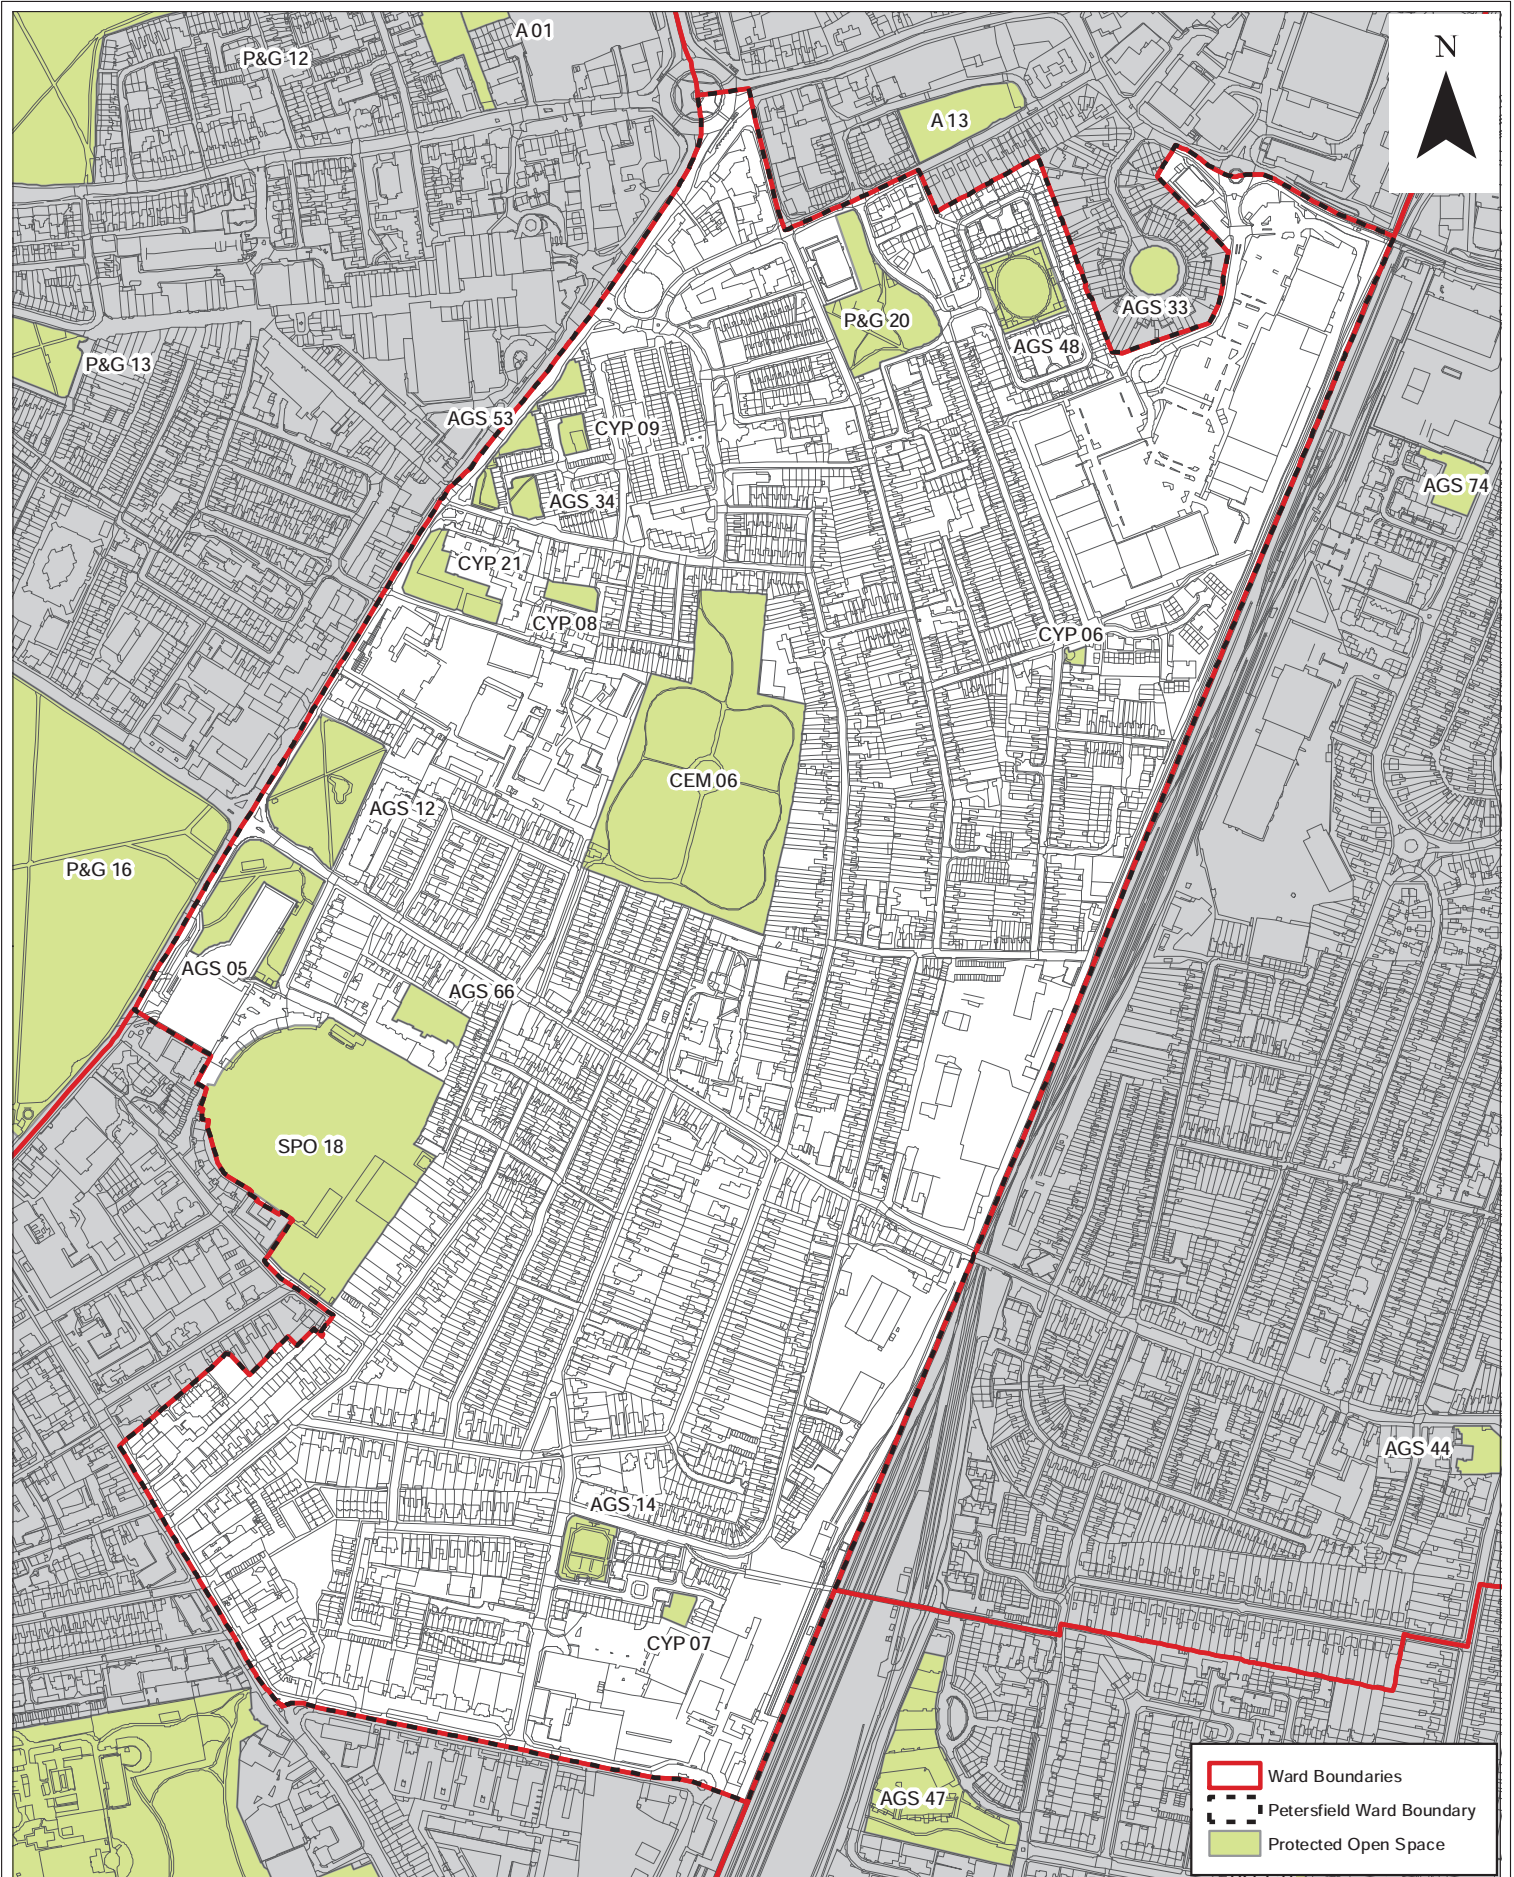 A 01
P&G 12
N
A 13
AGS 33
P&G 20
AGS 48
P&G 13
AGS 53
CYP 09
AGS 74
AGS 34
CYP 21
CYP 08
CYP 06
CEM 06
AGS 12
P&G 16
AGS 05
AGS 66
SPO 18
AGS 44
AGS 14
CYP 07
AGS 47
Ward Boundaries
Petersfield Ward Boundary
Protected Open Space